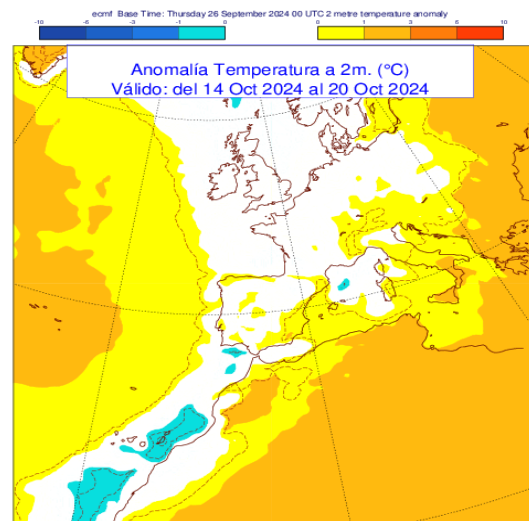 ecmf Base Time: Thursday 26 September 2024 00 UTC 2 metre temperature anomaly
-10 -6 -3 -1 0 0 1 3 6 10
Anomalía Temperatura a 2m. (°C)
Válido: del 14 Oct 2024 al 20 Oct 2024